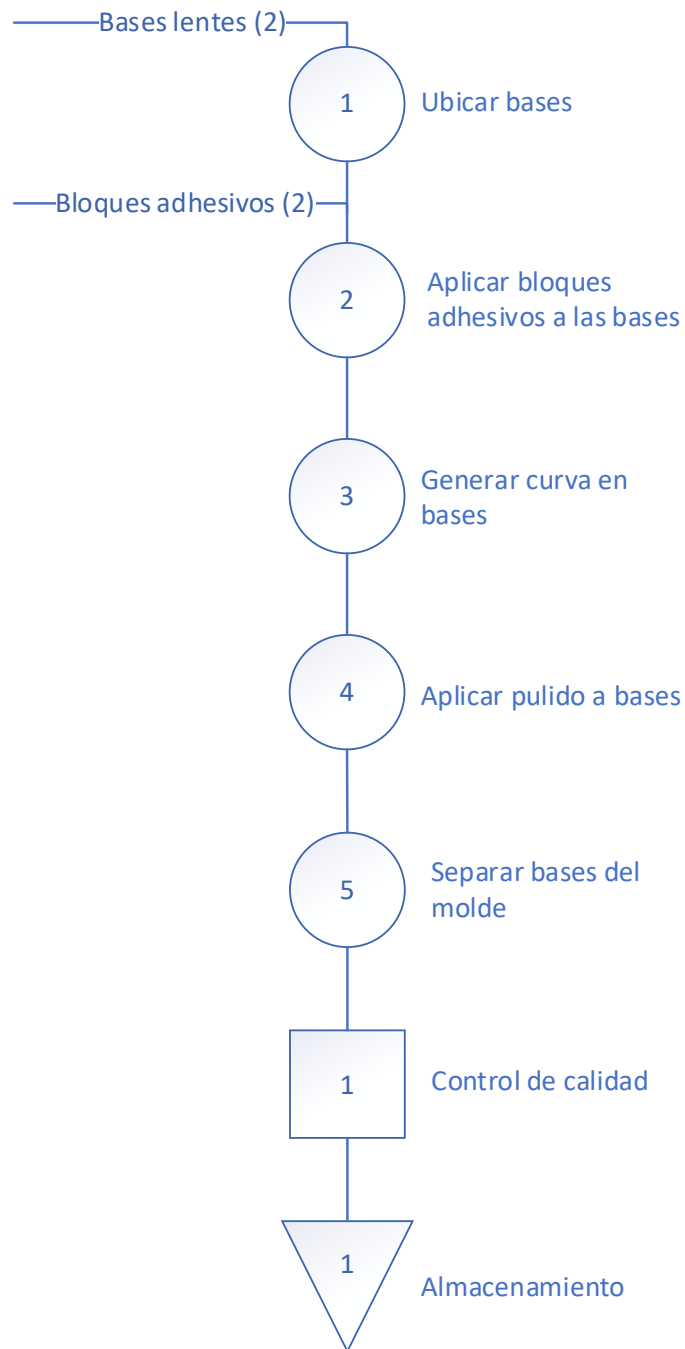 Bases lentes (2)
1
Ubicar bases
Bloques adhesivos (2)
2
Aplicar bloques
adhesivos a las bases
3
Generar curva en
bases
4
Aplicar pulido a bases
5
Separar bases del
molde
1
Control de calidad
1
Almacenamiento